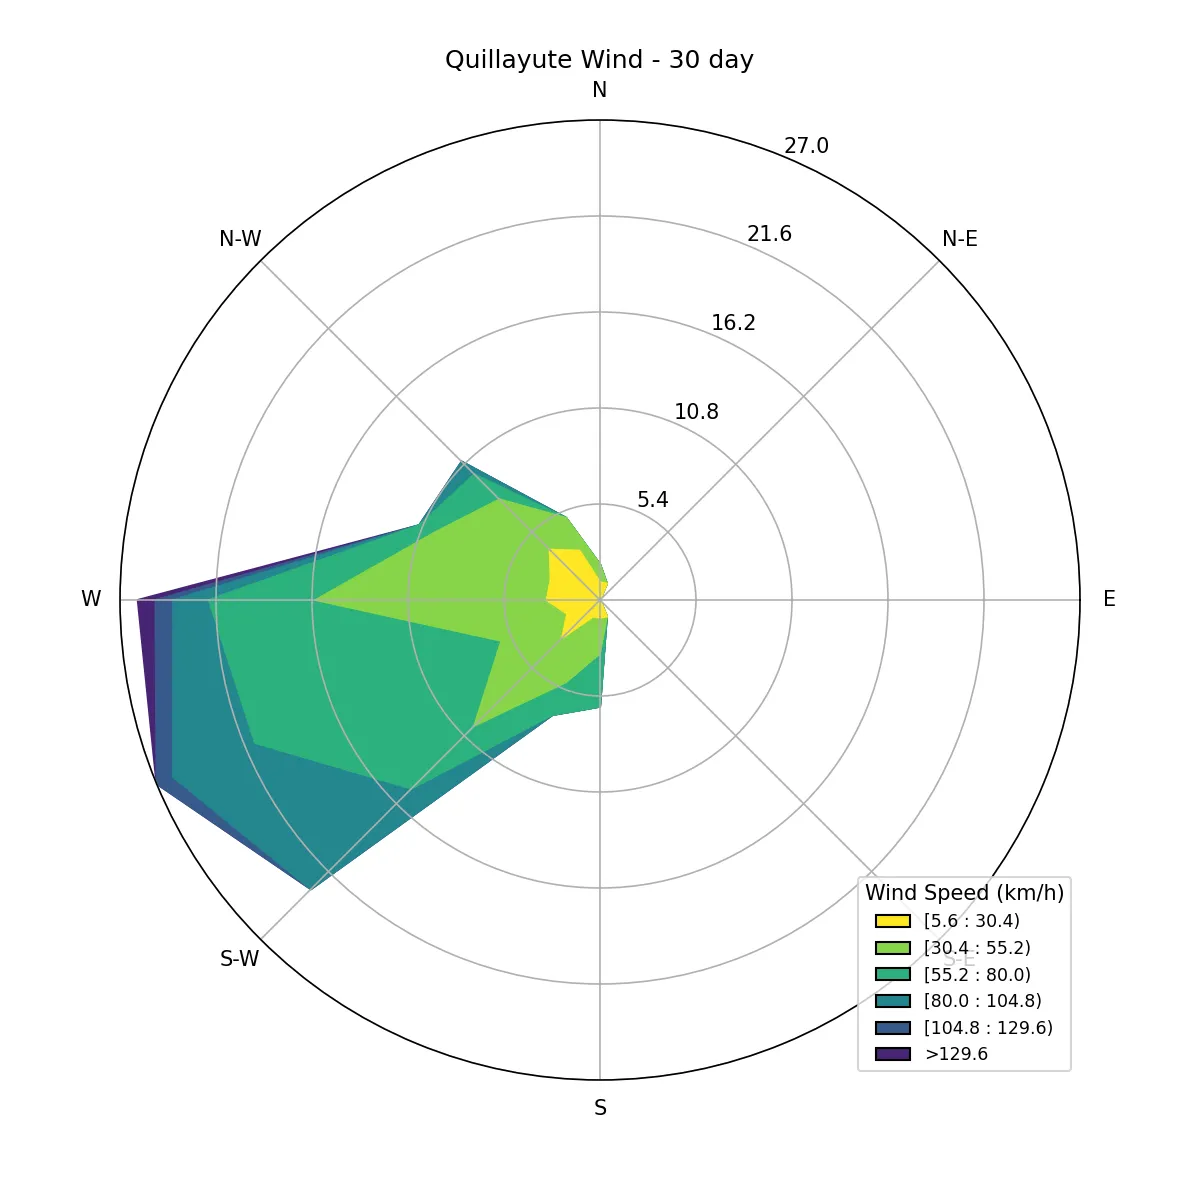 Quillayute Wind - 30 day
N
27.0
N-W
21.6
N-E
16.2
10.8
5.4
W
E
S-W
S-E
S
Wind Speed (km/h)
[5.6 : 30.4)
[30.4 : 55.2)
[55.2 : 80.0)
[80.0 : 104.8)
[104.8 : 129.6)
>129.6